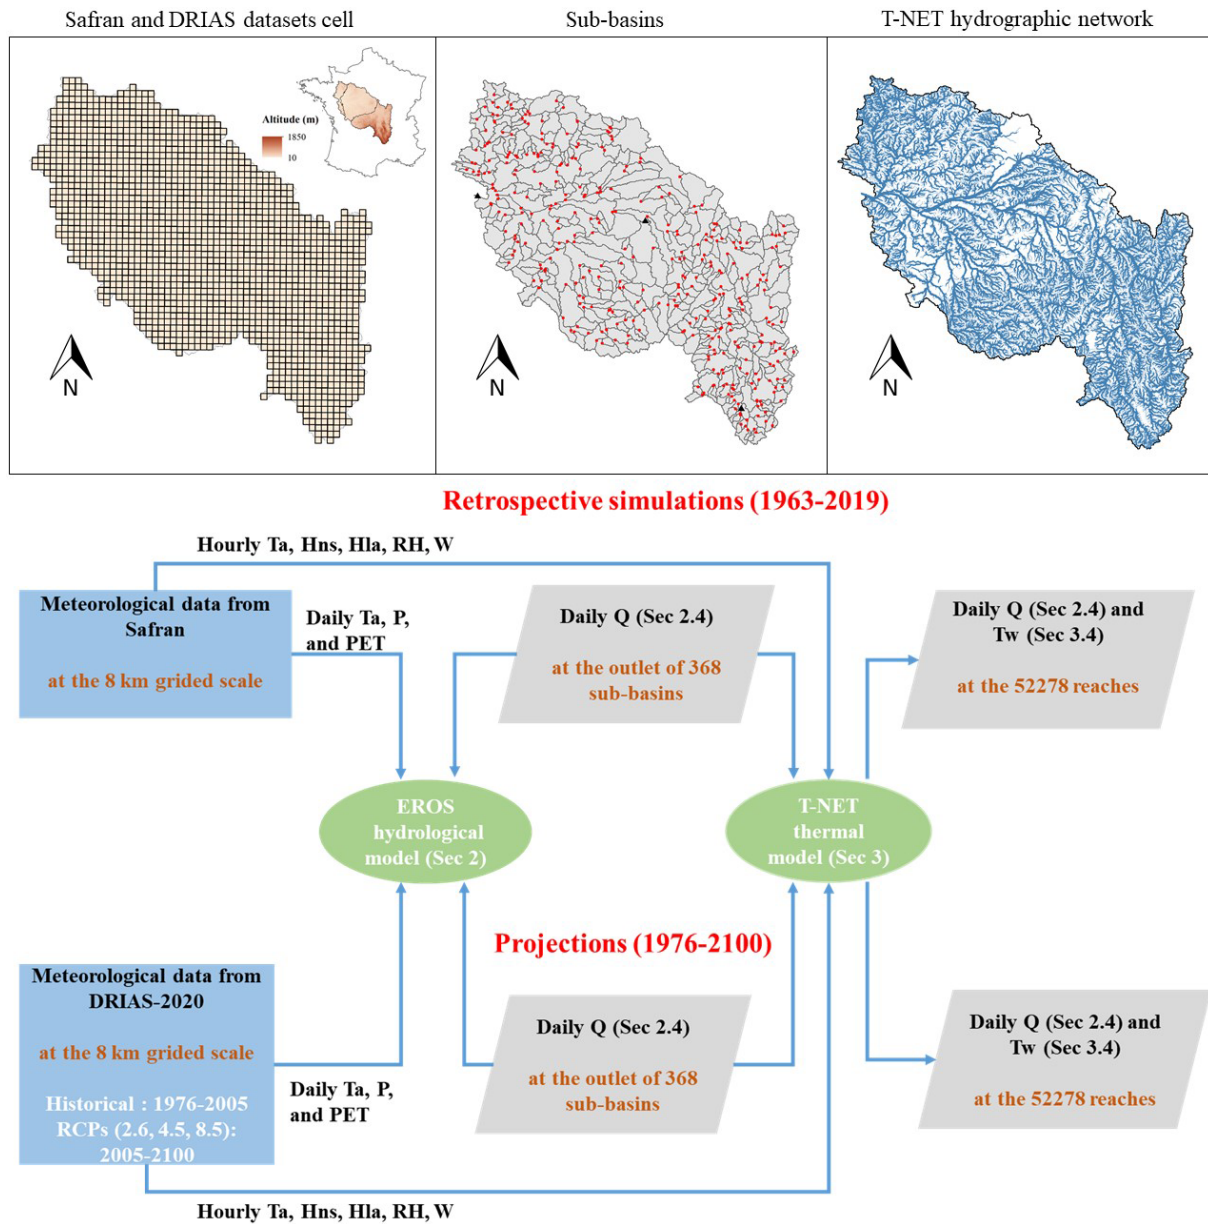 Safran and DRIAS datasets cell
Sub-basins
T-NET hydrographic network
Altitude (m)
1850
10
N
N
N
Retrospective simulations (1963-2019)
Hourly Ta, Hns, Hla, RH, W
Meteorological data from
Safran
at the 8 km grided scale
Daily Ta, P,
and PET
Daily Q (Sec 2.4)
at the outlet of 368
sub-basins
Daily Q (Sec 2.4) and
Tw (Sec 3.4)
at the 52278 reaches
EROS
hydrological
model (Sec 2)
T-NET
thermal
model (Sec 3)
Projections (1976-2100)
Meteorological data from
DRIAS-2020
at the 8 km grided scale
Historical : 1976-2005
RCPs (2.6, 4.5, 8.5):
2005-2100
Daily Ta, P,
and PET
Daily Q (Sec 2.4)
at the outlet of 368
sub-basins
Daily Q (Sec 2.4) and
Tw (Sec 3.4)
at the 52278 reaches
Hourly Ta, Hns, Hla, RH, W